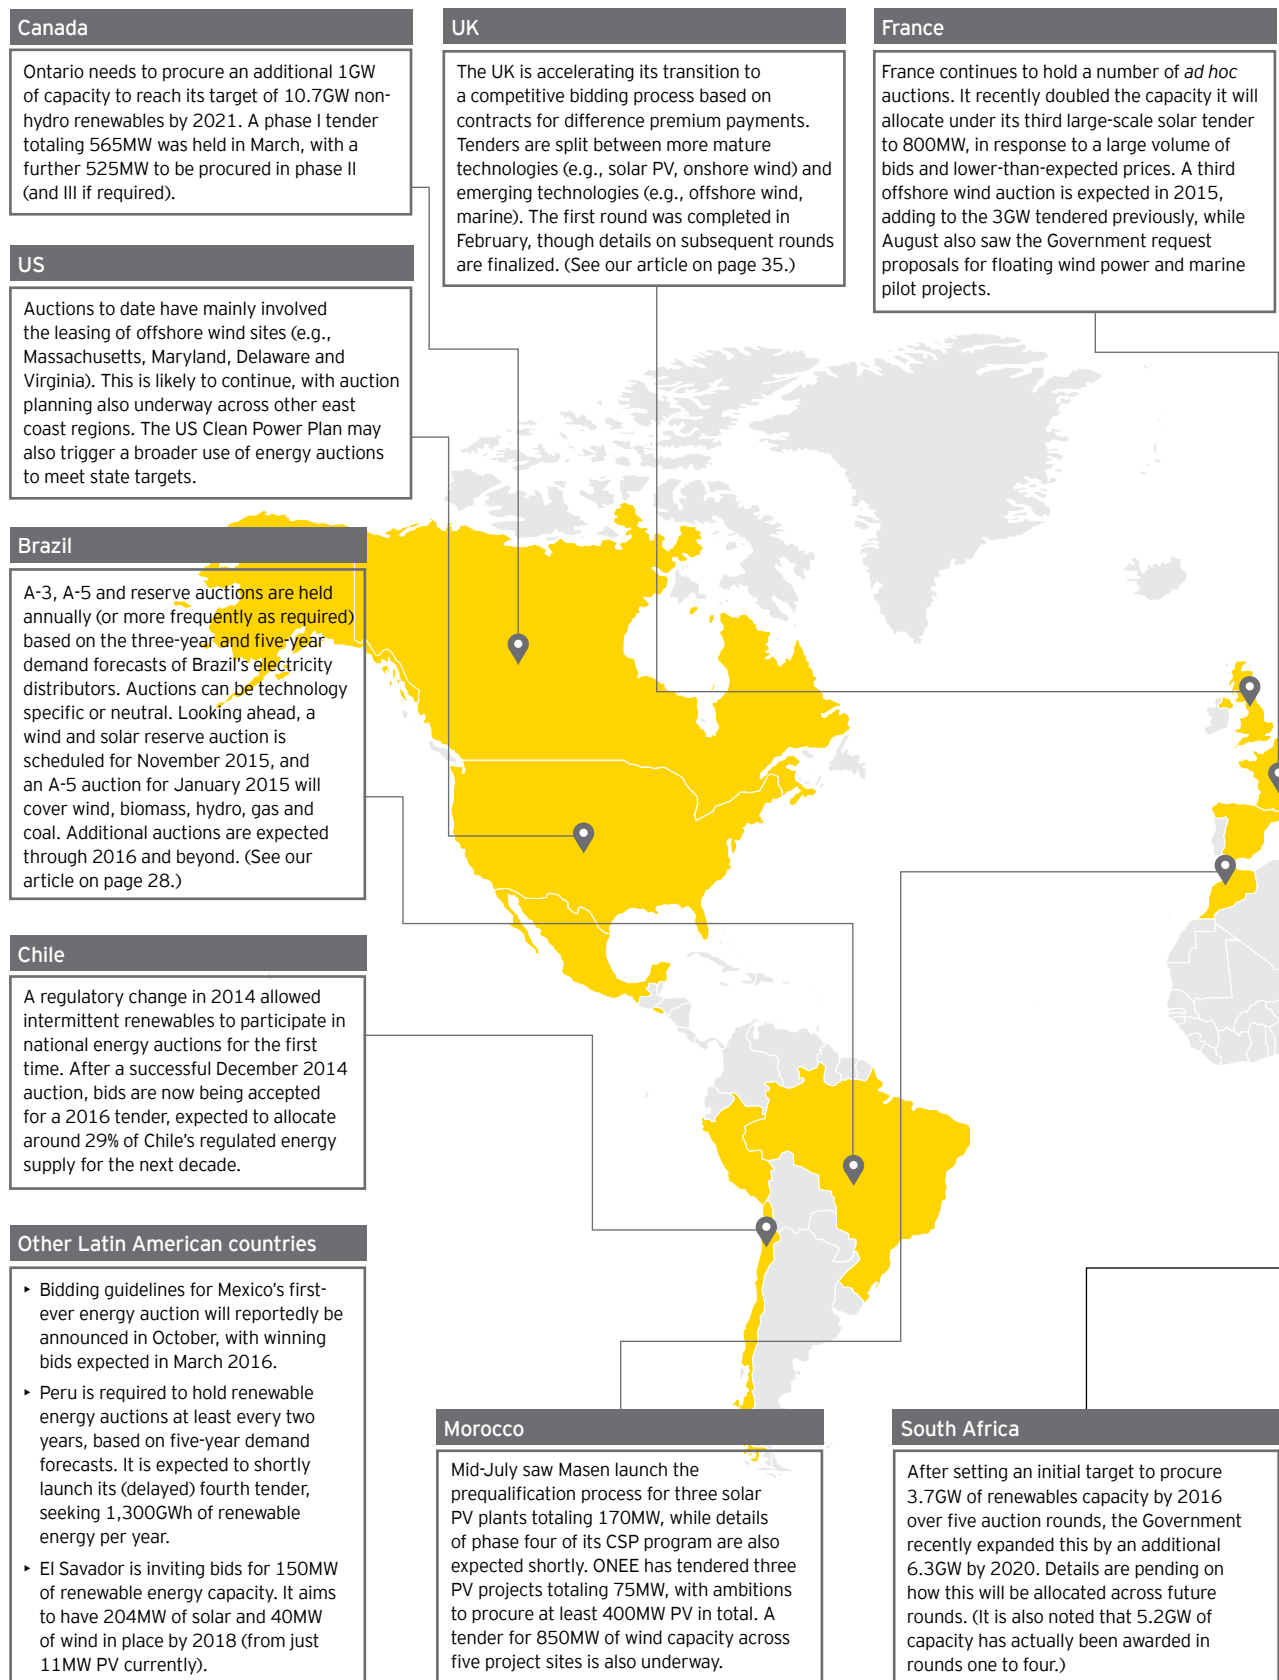 Canada
Ontario needs to procure an additional 1GW
of capacity to reach its target of 10.7GW non-
hydro renewables by 2021. A phase I tender
totaling 565MW was held in March, with a
further 525MW to be procured in phase II
(and III if required).
US
Auctions to date have mainly involved
the leasing of offshore wind sites (e.g.,
Massachusetts, Maryland, Delaware and
Virginia). This is likely to continue, with auction
planning also underway across other east
coast regions. The US Clean Power Plan may
also trigger a broader use of energy auctions
to meet state targets.
Brazil
A-3, A-5 and reserve auctions are held
annually (or more frequently as required)
based on the three-year and five-year
demand forecasts of Brazil's electricity
distributors. Auctions can be technology
specific or neutral. Looking ahead, a
wind and solar reserve auction is
scheduled for November 2015, and
an A-5 auction for January 2015 will
cover wind, biomass, hydro, gas and
coal. Additional auctions are expected
through 2016 and beyond. (See our
article on page 28.)
Chile
A regulatory change in 2014 allowed
intermittent renewables to participate in
national energy auctions for the first
time. After a successful December 2014
auction, bids are now being accepted
for a 2016 tender, expected to allocate
around 29% of Chile's regulated energy
supply for the next decade.
Other Latin American countries
‣ Bidding guidelines for Mexico's first-
ever energy auction will reportedly be
announced in October, with winning
bids expected in March 2016.
‣ Peru is required to hold renewable
energy auctions at least every two
years, based on five-year demand
forecasts. It is expected to shortly
launch its (delayed) fourth tender,
seeking 1,300GWh of renewable
energy per year.
‣ El Savador is inviting bids for 150MW
of renewable energy capacity. It aims
to have 204MW of solar and 40MW
of wind in place by 2018 (from just
11MW PV currently).
UK
The UK is accelerating its transition to
a competitive bidding process based on
contracts for difference premium payments.
Tenders are split between more mature
technologies (e.g., solar PV, onshore wind) and
emerging technologies (e.g., offshore wind,
marine). The first round was completed in
February, though details on subsequent rounds
are finalized. (See our article on page 35.)
France
France continues to hold a number of ad hoc
auctions. It recently doubled the capacity it will
allocate under its third large-scale solar tender
to 800MW, in response to a large volume of
bids and lower-than-expected prices. A third
offshore wind auction is expected in 2015,
adding to the 3GW tendered previously, while
August also saw the Government request
proposals for floating wind power and marine
pilot projects.
Morocco
Mid-July saw Masen launch the
prequalification process for three solar
PV plants totaling 170MW, while details
of phase four of its CSP program are also
expected shortly. ONEE has tendered three
PV projects totaling 75MW, with ambitions
to procure at least 400MW PV in total. A
tender for 850MW of wind capacity across
five project sites is also underway.
South Africa
After setting an initial target to procure
3.7GW of renewables capacity by 2016
over five auction rounds, the Government
recently expanded this by an additional
6.3GW by 2020. Details are pending on
how this will be allocated across future
rounds. (It is also noted that 5.2GW of
capacity has actually been awarded in
rounds one to four.)